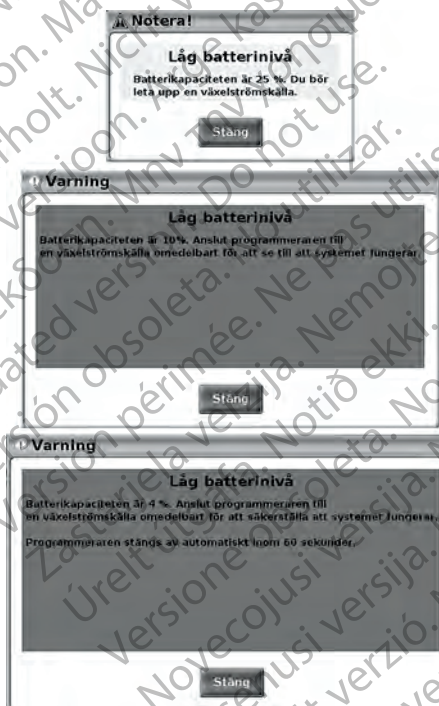 Notera!
Låg batterinivå
Batterikapaciteten är 25 %. Du bör
leta upp en växelströmskälla.
Stäng
Varning
Låg batterinivå
Batterikapaciteten är 10%. Anslut programmeraren till
en växelströmskälla omedelbart för att se till att systemet fungerar.
Stäng
Varning
Låg batterinivå
Batterikapaciteten är 4 %. Anslut programmeraren till
en växelströmskälla omedelbart för att säkerställa att systemet fungerar.
Programmeraren stängs av automatiskt inom 60 sekunder.
Stäng